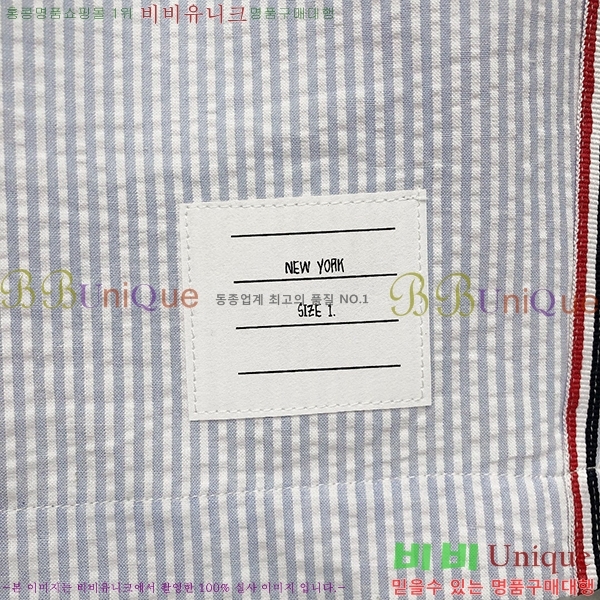 홍콩명품쇼핑몰 1위 비비유니크명품구매대행
NEW YORK
BBUniQue 동종업계 최고의 품질 NO.1 BBUniQue
SIZE I.
비비 Unique
-본 이미지는 비비유니크에서 촬영한 100% 실사 이미지 입니다.-
믿을수 있는 명품구매대행